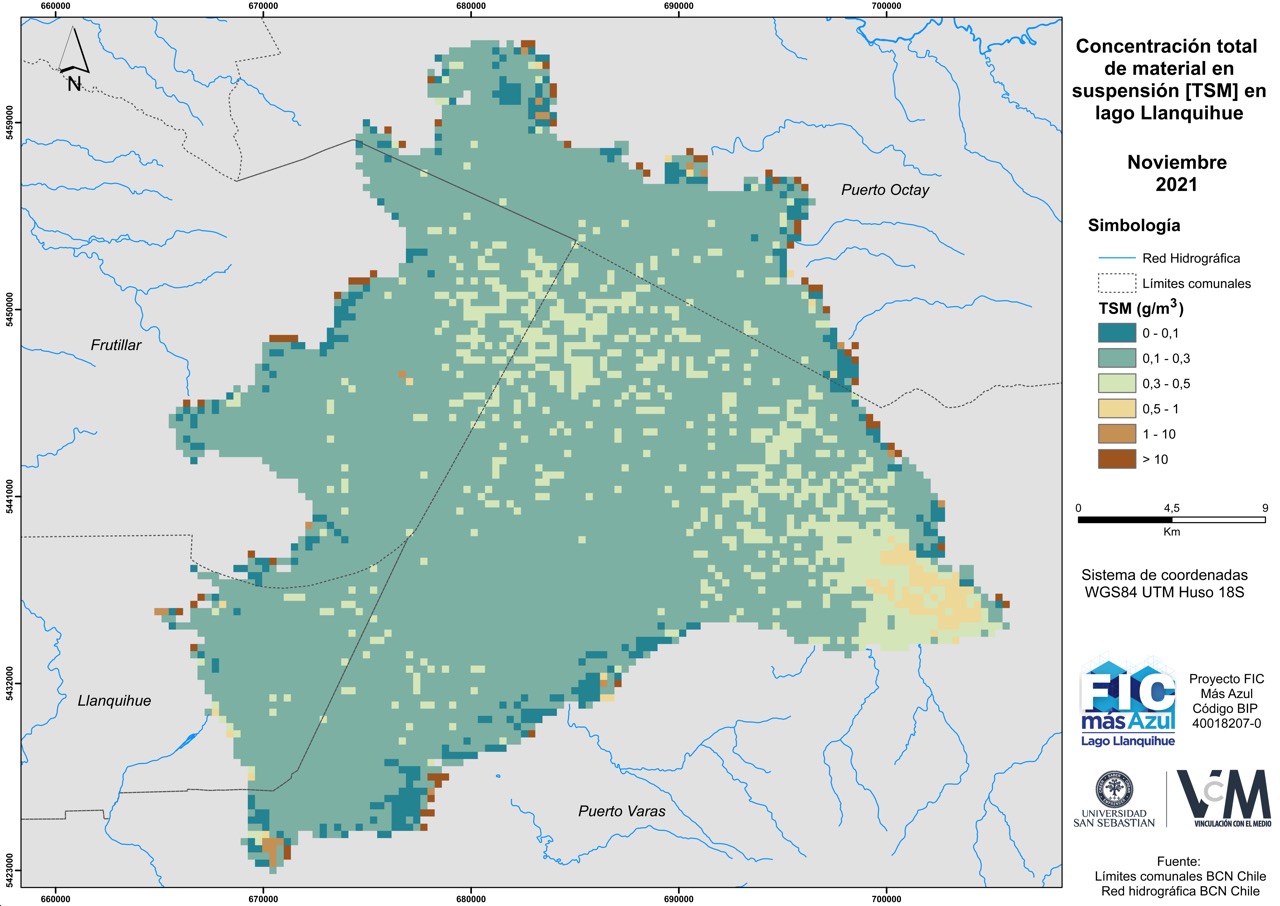 660000
670000
680000
690000
700000
5459000
5450000
5441000
5432000
5423000
N
Puerto Octay
Frutillar
Llanquihue
Puerto Varas
660000
670000
680000
690000
700000
Concentración total
de material en
suspensión [TSM] en
lago Llanquihue
Noviembre
2021
Simbología
Red Hidrográfica
Límites comunales
TSM (g/m³)
0 - 0,1
0,1 - 0,3
0,3 - 0,5
0,5 - 1
1 - 10
> 10
0 4,5 9
Km
Sistema de coordenadas
WGS84 UTM Huso 18S
FIC
más Azul
Lago Llanquihue
Proyecto FIC
Más Azul
Código BIP
40018207-0
UNIVERSIDAD
SAN SEBASTIAN
VcM
VINCULACIÓN CON EL MEDIO
Fuente:
Límites comunales BCN Chile
Red hidrográfica BCN Chile